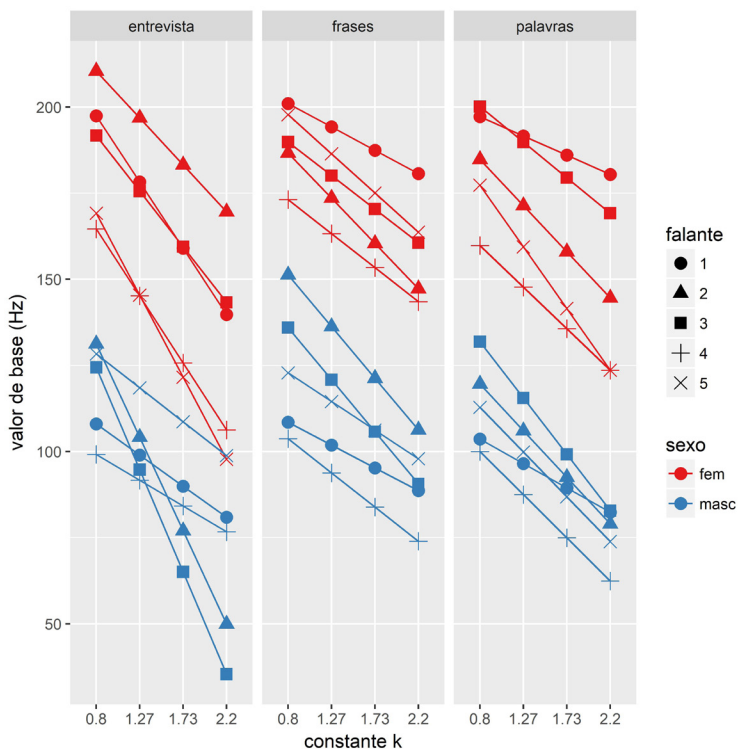 entrevista frases palavras
200
150
100
50
valor de base (Hz)
0.8 1.27 1.73 2.2 0.8 1.27 1.73 2.2 0.8 1.27 1.73 2.2
constante k
falante
1
2
3
4
5
sexo
fem
masc